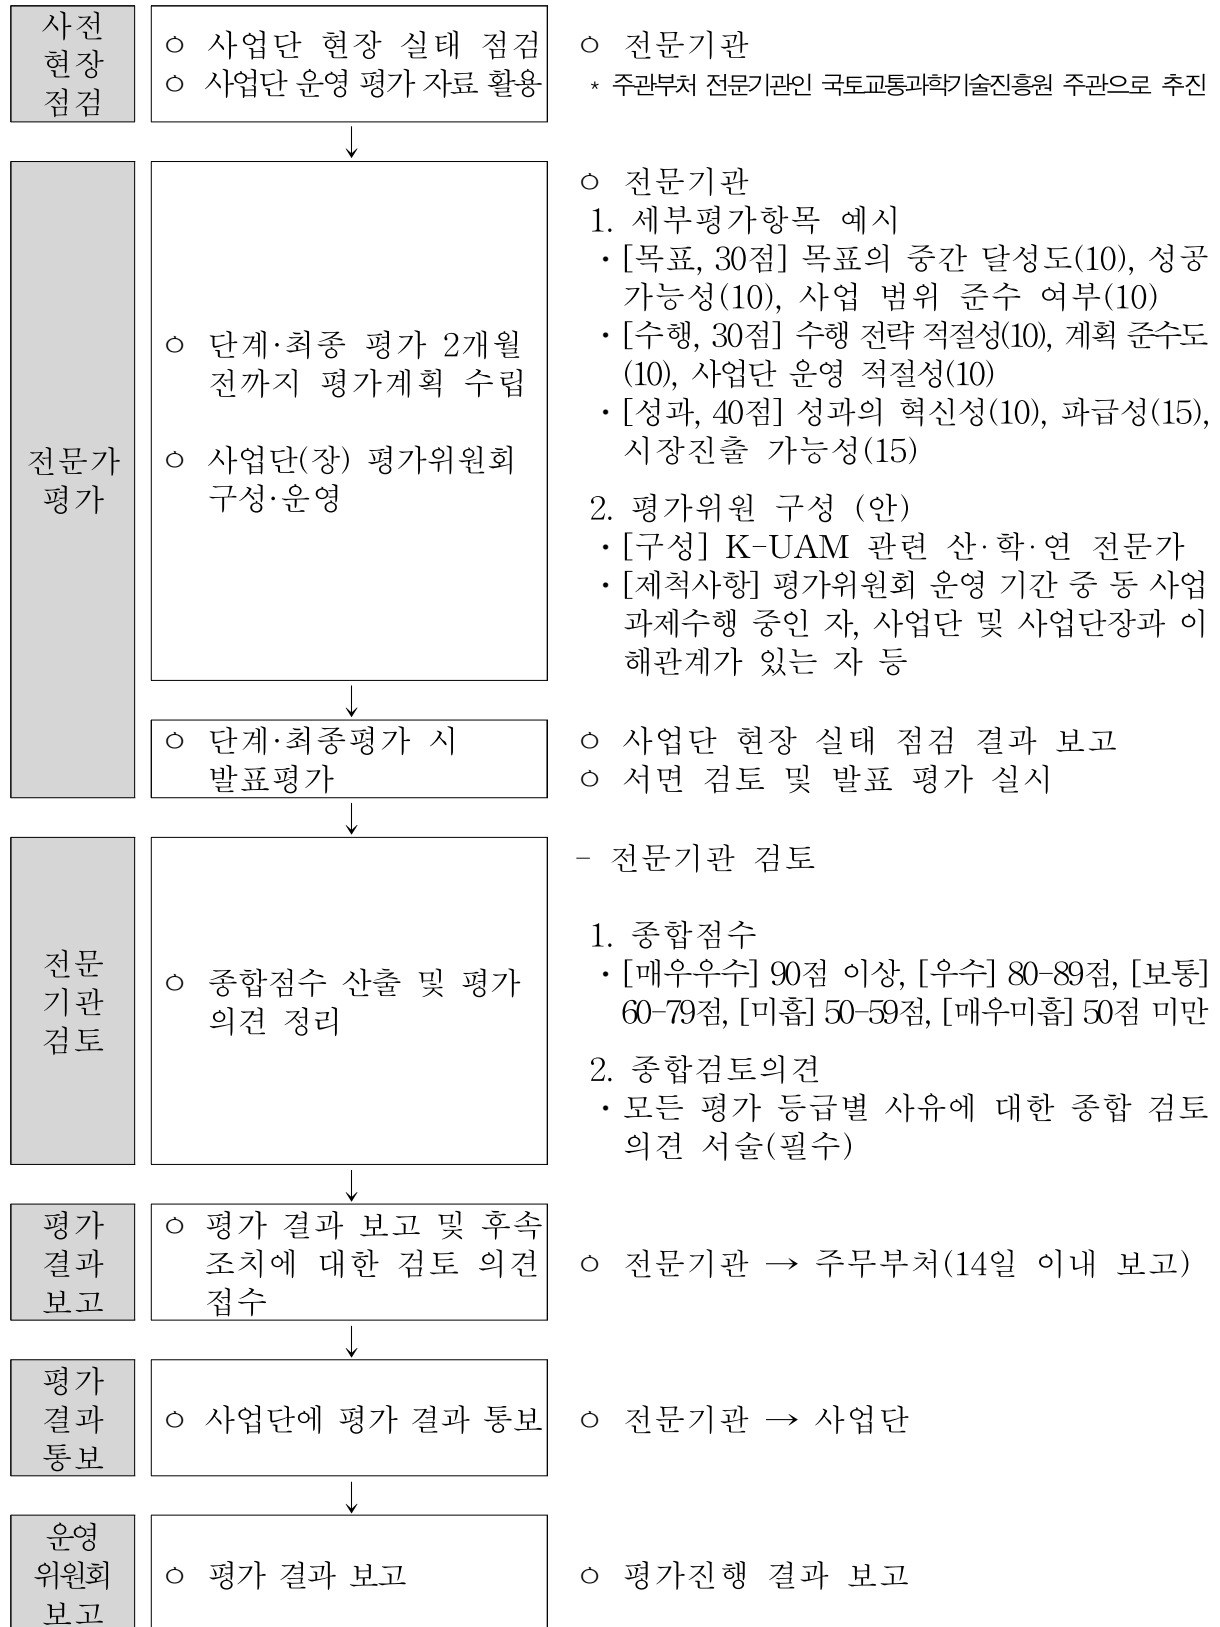 사전
현장
점검
ㅇ 사업단 현장 실태 점검
ㅇ 사업단 운영 평가 자료 활용
ㅇ 전문기관
* 주관부처 전문기관인 국토교통과학기술진흥원 주관으로 추진
↓
전문가
평가
ㅇ 단계·최종 평가 2개월
전까지 평가계획 수립
ㅇ 사업단(장) 평가위원회
구성·운영
ㅇ 전문기관
1. 세부평가항목 예시
·[목표, 30점] 목표의 중간 달성도(10), 성공
가능성(10), 사업 범위 준수 여부(10)
·[수행, 30점] 수행 전략 적절성(10), 계획 준수도
(10), 사업단 운영 적절성(10)
·[성과, 40점] 성과의 혁신성(10), 파급성(15),
시장진출 가능성(15)
2. 평가위원 구성 (안)
·[구성] K-UAM 관련 산·학·연 전문가
·[제척사항] 평가위원회 운영 기간 중 동 사업
과제수행 중인 자, 사업단 및 사업단장과 이
해관계가 있는 자 등
↓
ㅇ 단계·최종평가 시
발표평가
ㅇ 사업단 현장 실태 점검 결과 보고
ㅇ 서면 검토 및 발표 평가 실시
↓
전문
기관
검토
ㅇ 종합점수 산출 및 평가
의견 정리
- 전문기관 검토
1. 종합점수
·[매우우수] 90점 이상, [우수] 80-89점, [보통]
60-79점, [미흡] 50-59점, [매우미흡] 50점 미만
2. 종합검토의견
·모든 평가 등급별 사유에 대한 종합 검토
의견 서술(필수)
↓
평가
결과
보고
ㅇ 평가 결과 보고 및 후속
조치에 대한 검토 의견
접수
ㅇ 전문기관 → 주무부처(14일 이내 보고)
↓
평가
결과
통보
ㅇ 사업단에 평가 결과 통보
ㅇ 전문기관 → 사업단
↓
운영
위원회
보고
ㅇ 평가 결과 보고
ㅇ 평가진행 결과 보고